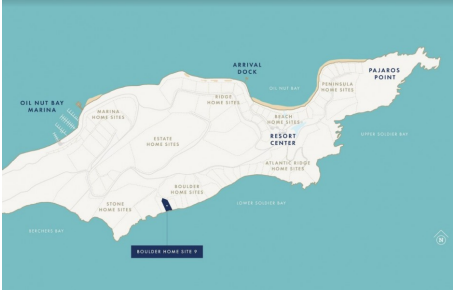 ARRIVAL
DOCK
PAJAROS
POINT
OIL NUT BAY
PENINSULA
HOME SITES
OIL NUT BAY
MARINA
RIDGE
HOME SITES
MARINA
HOME SITES
BEACH
HOME SITES
RESORT
CENTER
UPPER SOLDIER BAY
ESTATE
HOME SITES
ATLANTIC RIDGE
HOME SITES
BOULDER
HOME SITES
STONE
HOME SITES
LOWER SOLDIER BAY
BERCHERS BAY
N
BOULDER HOME SITE 9